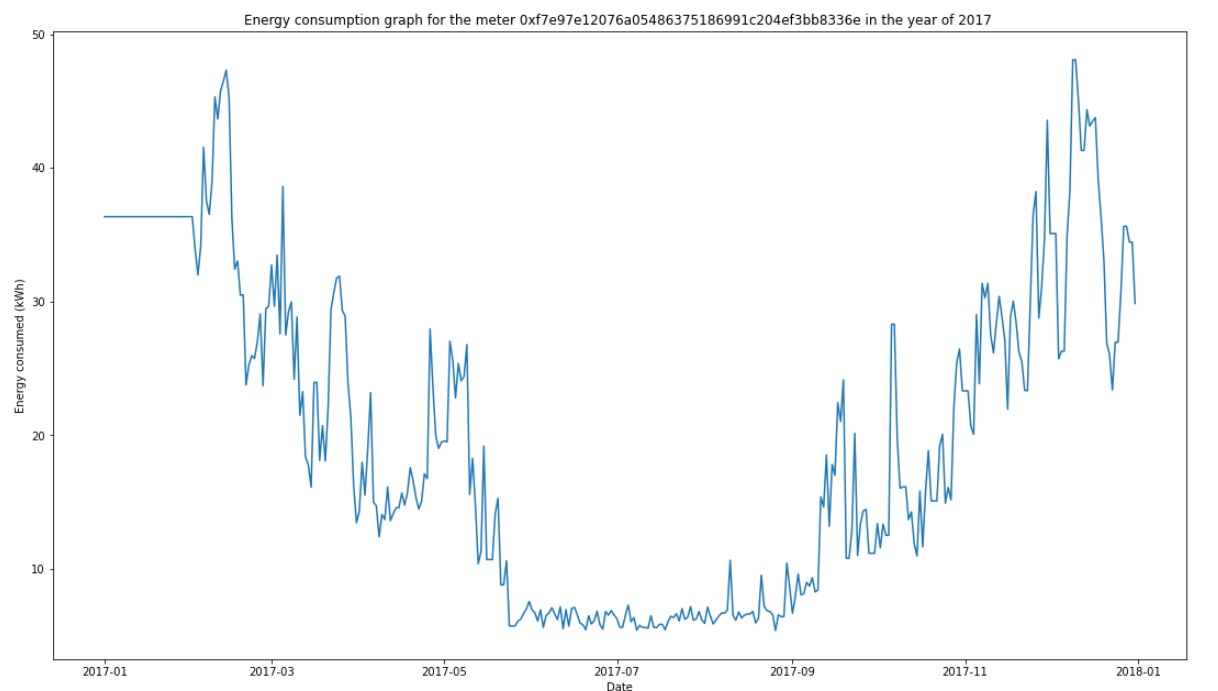 Energy consumption graph for the meter 0xf7e97e12076a05486375186991c204ef3bb8336e in the year of 2017
50
40
30
20
10
Energy consumed (kWh)
2017-01 2017-03 2017-05 2017-07 2017-09 2017-11 2018-01
Date